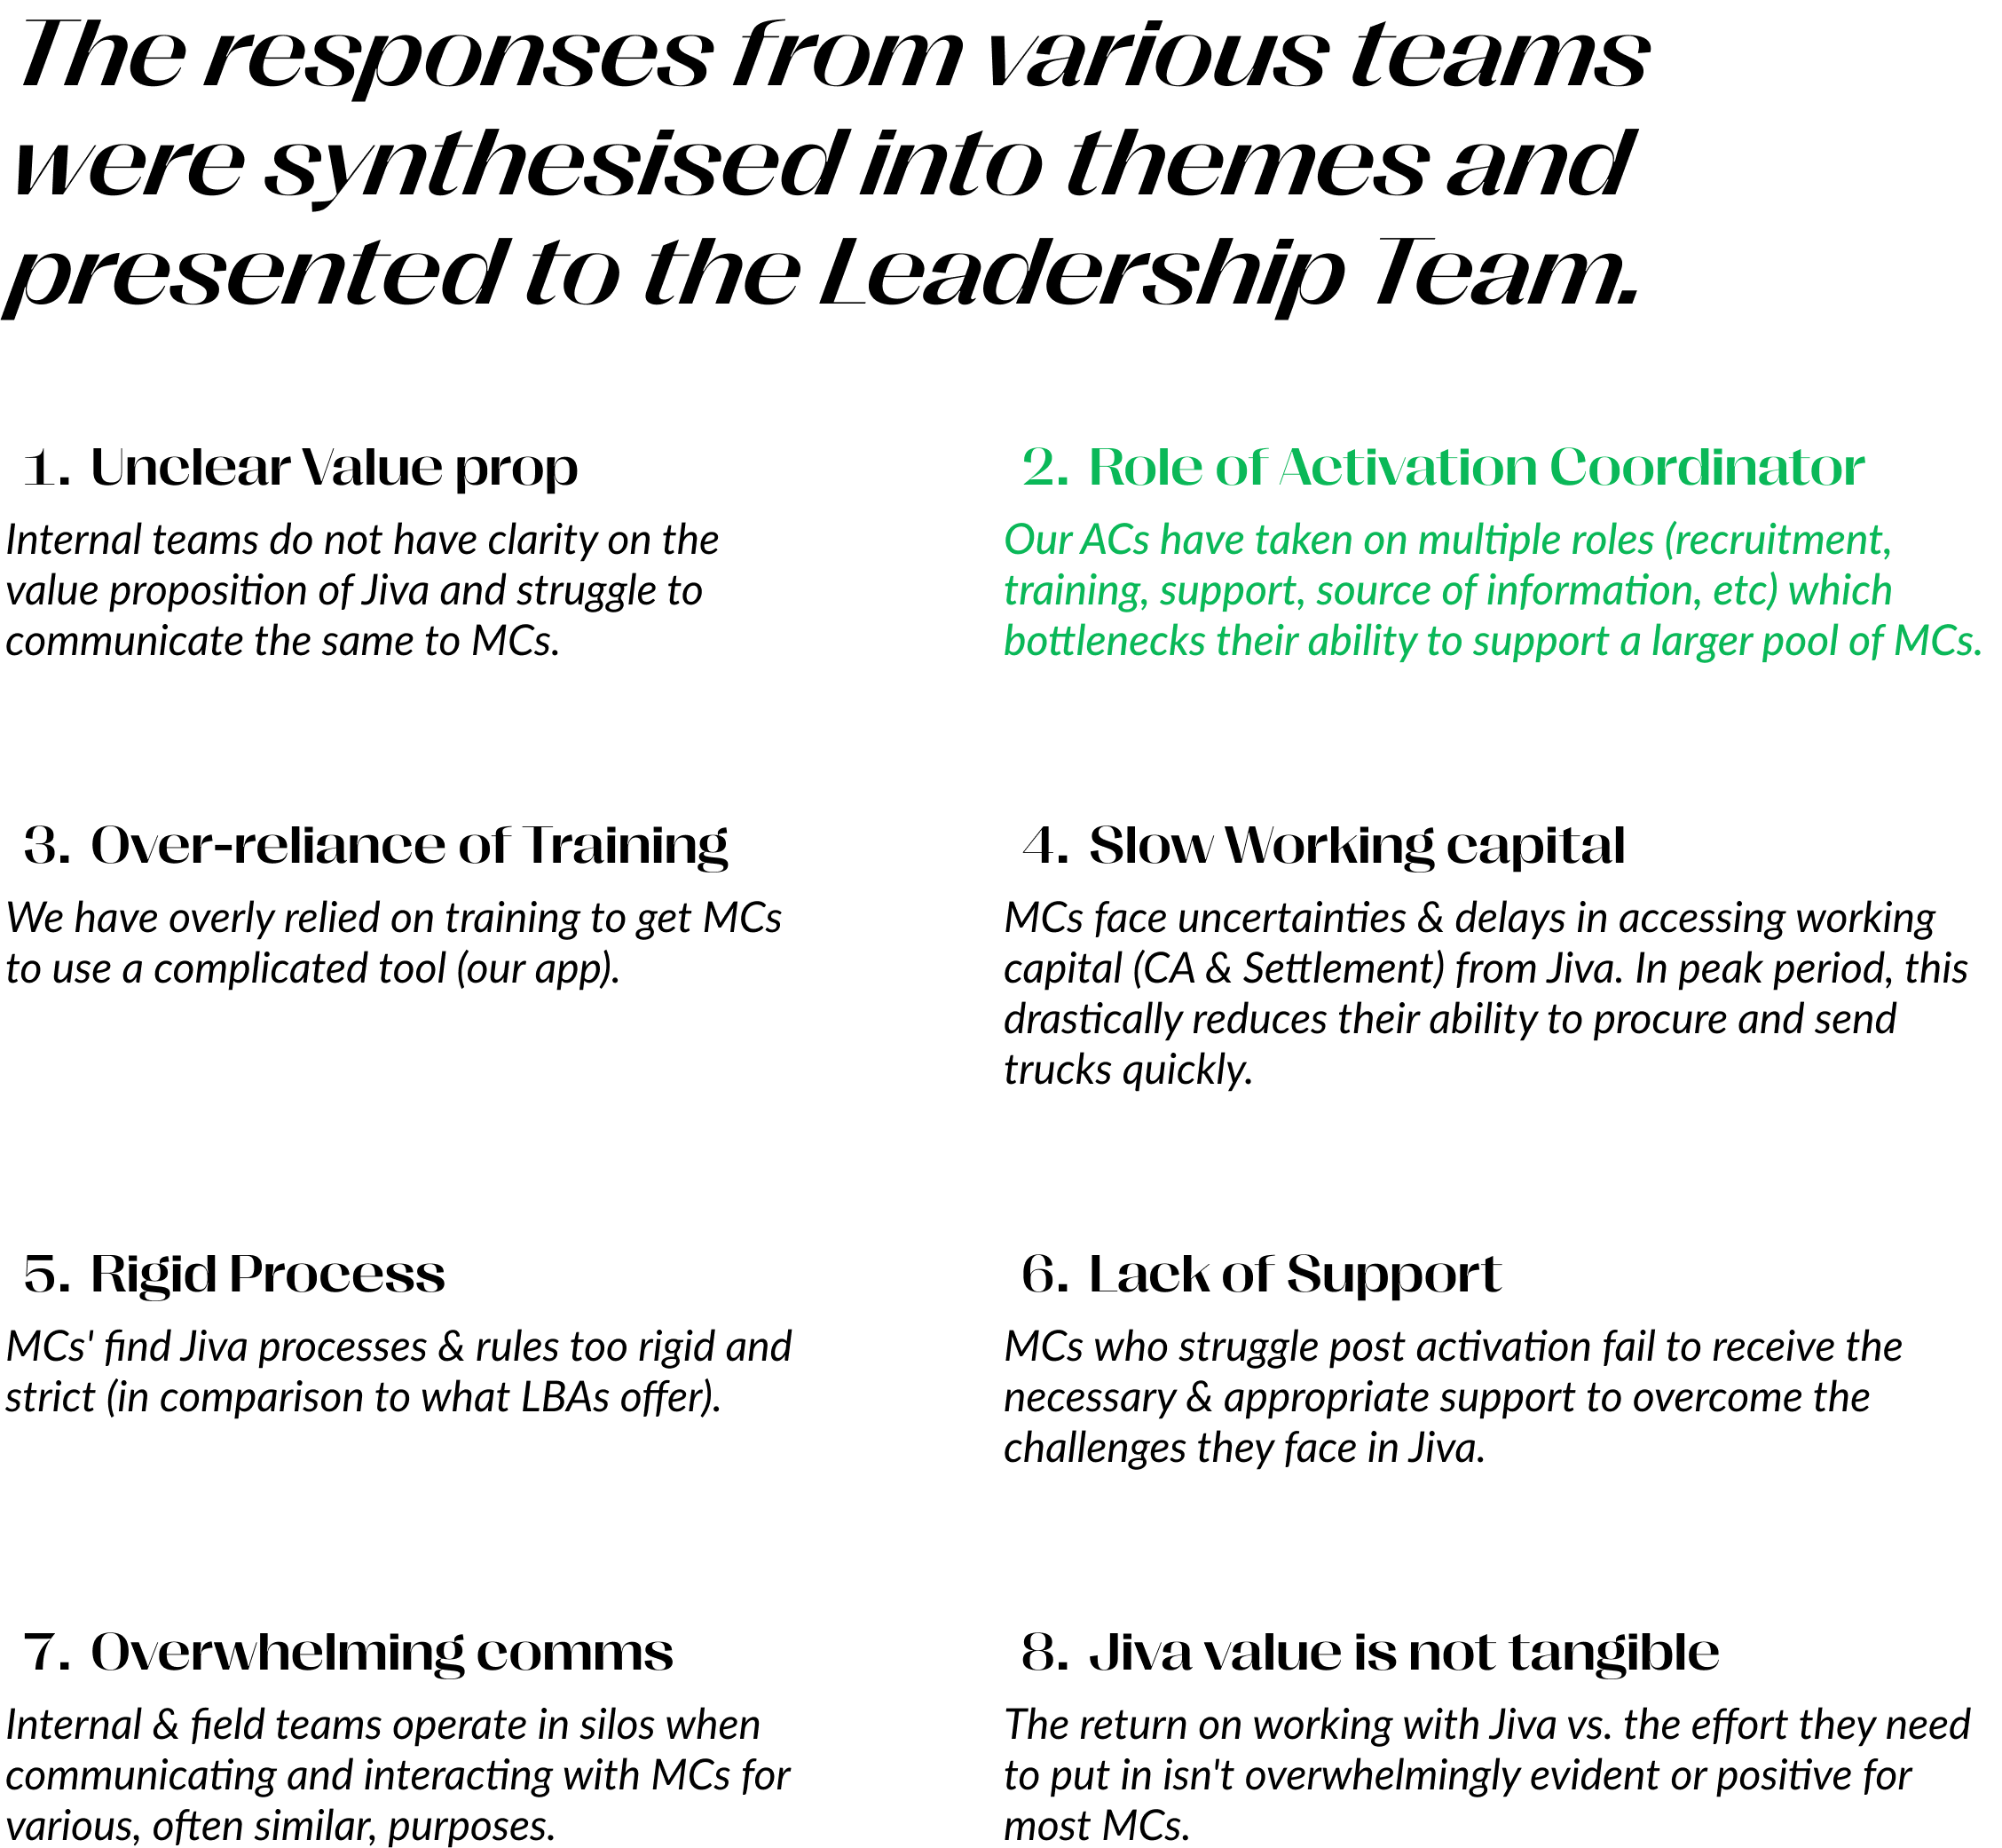 The responses from various teams
were synthesised into themes and
presented to the Leadership Team.
1. Unclear Value prop
Internal teams do not have clarity on the
value proposition of Jiva and struggle to
communicate the same to MCs.
2. Role of Activation Coordinator
Our ACs have taken on multiple roles (recruitment,
training, support, source of information, etc) which
bottlenecks their ability to support a larger pool of MCs.
3. Over-reliance of Training
We have overly relied on training to get MCs
to use a complicated tool (our app).
4. Slow Working capital
MCs face uncertainties & delays in accessing working
capital (CA & Settlement) from Jiva. In peak period, this
drastically reduces their ability to procure and send
trucks quickly.
5. Rigid Process
MCs' find Jiva processes & rules too rigid and
strict (in comparison to what LBAs offer).
6. Lack of Support
MCs who struggle post activation fail to receive the
necessary & appropriate support to overcome the
challenges they face in Jiva.
7. Overwhelming comms
Internal & field teams operate in silos when
communicating and interacting with MCs for
various, often similar, purposes.
8. Jiva value is not tangible
The return on working with Jiva vs. the effort they need
to put in isn't overwhelmingly evident or positive for
most MCs.